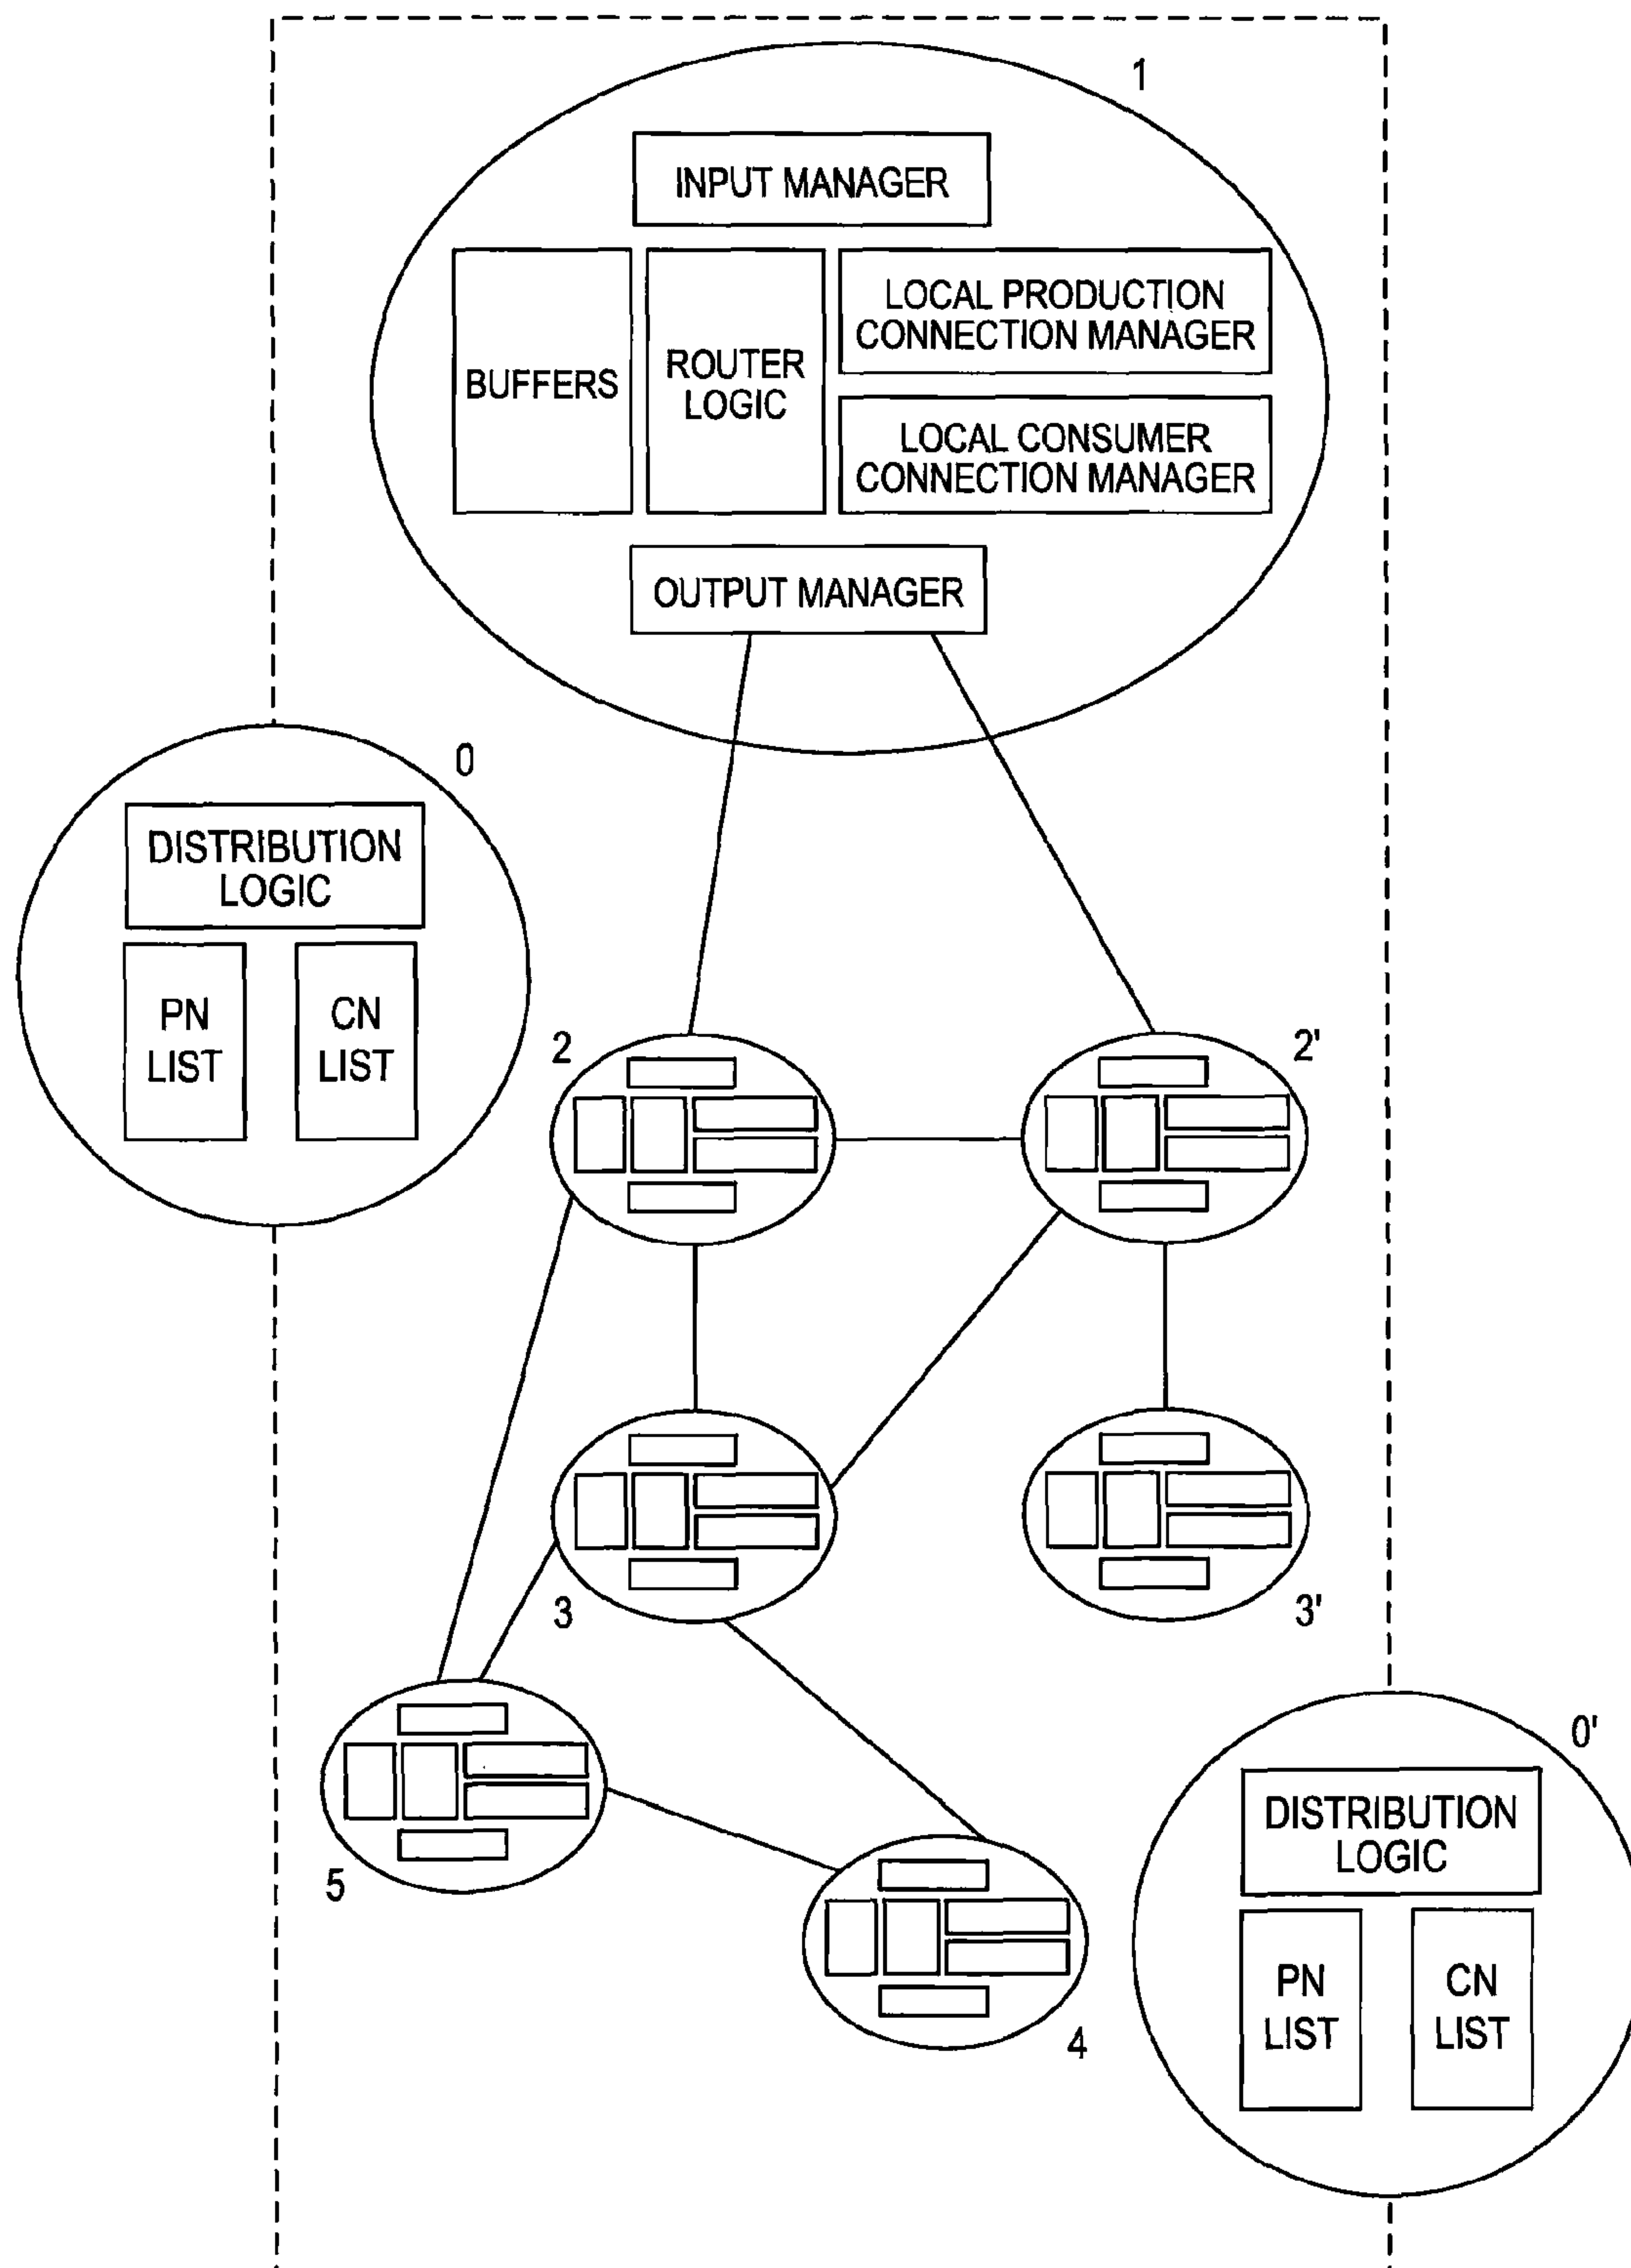 1
INPUT MANAGER
BUFFERS
ROUTER
LOGIC
LOCAL PRODUCTION
CONNECTION MANAGER
LOCAL CONSUMER
CONNECTION MANAGER
OUTPUT MANAGER
0
DISTRIBUTION
LOGIC
PN
LIST
CN
LIST
2
2'
3
3'
5
4
0'
DISTRIBUTION
LOGIC
PN
LIST
CN
LIST